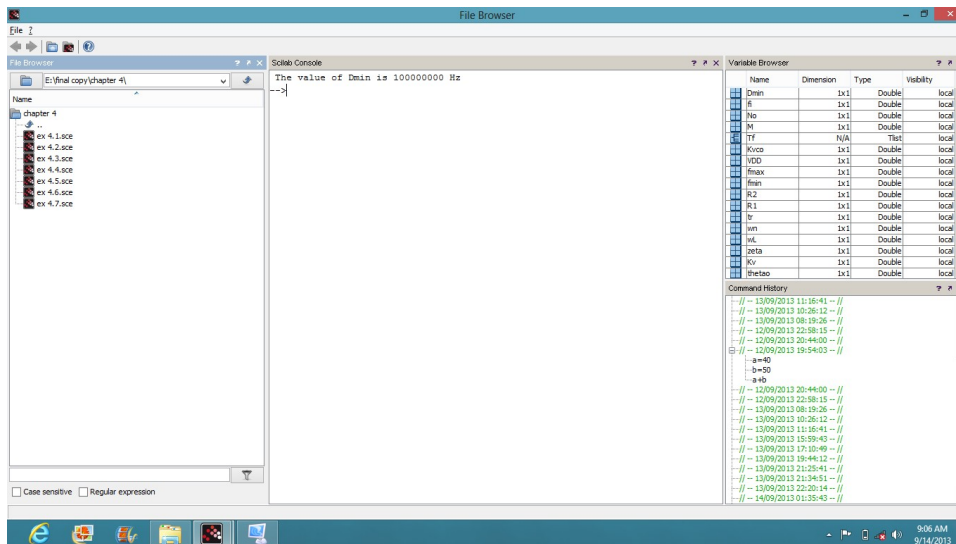 File Browser
File ?
File Browser
E:\final copy\chapter 4\
Name
chapter 4
..
ex 4.1.sce
ex 4.2.sce
ex 4.3.sce
ex 4.4.sce
ex 4.5.sce
ex 4.6.sce
ex 4.7.sce
Case sensitive Regular expression
Scilab Console
The value of Dmin is 100000000 Hz
-->
Variable Browser
Name Dimension Type Visibility
Dmin 1x1 Double local
fi 1x1 Double local
No 1x1 Double local
M 1x1 Double local
Tf N/A Tlist local
Kvco 1x1 Double local
VDD 1x1 Double local
fmax 1x1 Double local
fmin 1x1 Double local
R2 1x1 Double local
R1 1x1 Double local
tr 1x1 Double local
wn 1x1 Double local
wL 1x1 Double local
zeta 1x1 Double local
Kv 1x1 Double local
thetao 1x1 Double local
Command History
// -- 13/09/2013 11:16:41 -- //
// -- 13/09/2013 10:26:12 -- //
// -- 13/09/2013 08:19:26 -- //
// -- 12/09/2013 22:58:15 -- //
// -- 12/09/2013 20:44:00 -- //
// -- 12/09/2013 19:54:03 -- //
a=40
b=50
a+b
// -- 12/09/2013 20:44:00 -- //
// -- 12/09/2013 22:58:15 -- //
// -- 13/09/2013 08:19:26 -- //
// -- 13/09/2013 10:26:12 -- //
// -- 13/09/2013 11:16:41 -- //
// -- 13/09/2013 15:59:43 -- //
// -- 13/09/2013 17:10:49 -- //
// -- 13/09/2013 19:44:12 -- //
// -- 13/09/2013 21:25:41 -- //
// -- 13/09/2013 21:34:51 -- //
// -- 13/09/2013 22:20:14 -- //
// -- 14/09/2013 01:35:43 -- //
9:06 AM
9/14/2013